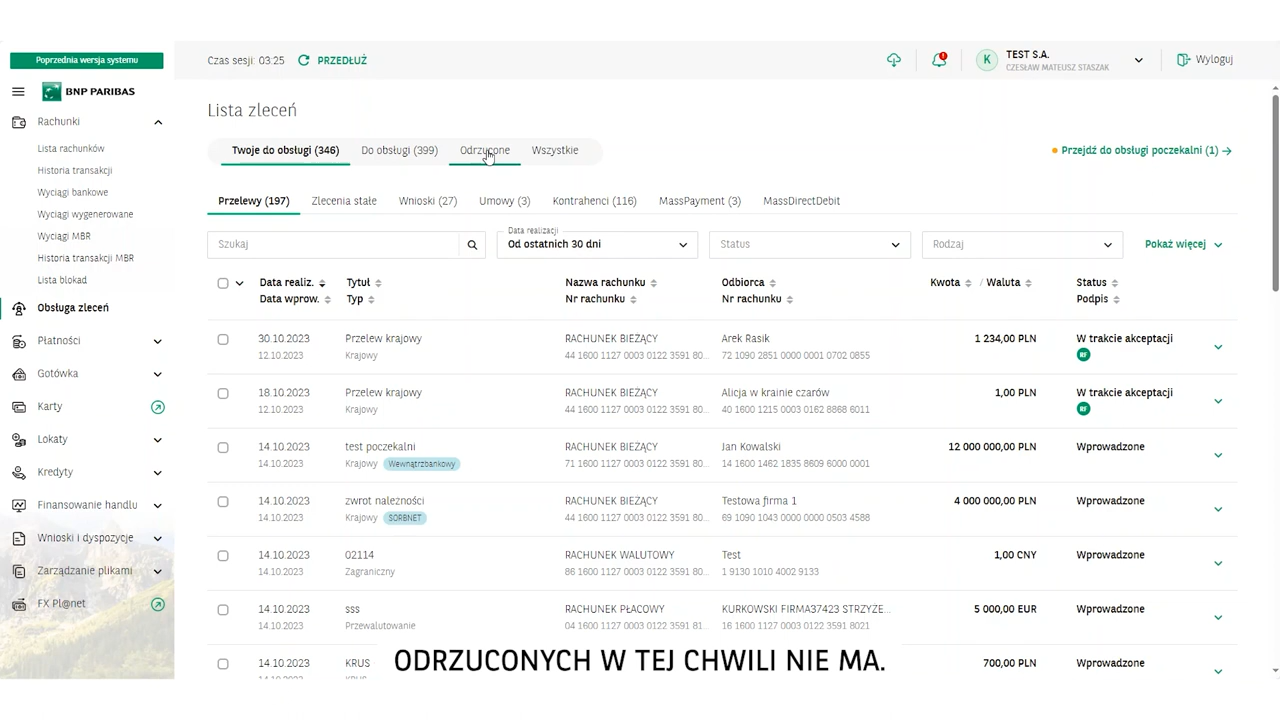 Poprzednia wersja systemu
Czas sesji: 03:25 PRZEDŁUŻ
K TEST S.A.
CZESŁAW MATEUSZ STASZAK
Wyloguj
BNP PARIBAS
Rachunki
Lista rachunków
Historia transakcji
Wyciągi bankowe
Wyciągi wygenerowane
Wyciągi MBR
Historia transakcji MBR
Lista blokad
Obsługa zleceń
Płatności
Gotówka
Karty
Lokaty
Kredyty
Finansowanie handlu
Wnioski i dyspozycje
Zarządzanie plikami
FX Pl@net
Lista zleceń
Twoje do obsługi (346) Do obsługi (399) Odrzucone Wszystkie
Przejdź do obsługi poczekalni (1)
Przelewy (197) Zlecenia stałe Wnioski (27) Umowy (3) Kontrahenci (116) MassPayment (3) MassDirectDebit
Szukaj
Data realizacji
Od ostatnich 30 dni
Status
Rodzaj
Pokaż więcej
Data realiz. Tytuł Nazwa rachunku Odbiorca Kwota / Waluta Status
Data wprow. Typ Nr rachunku Nr rachunku Podpis
30.10.2023 Przelew krajowy RACHUNEK BIEŻĄCY Arek Rasik 1 234,00 PLN W trakcie akceptacji
12.10.2023 Krajowy 44 1600 1127 0003 0122 3591 80... 72 1090 2851 0000 0001 0702 0855 RF
18.10.2023 Przelew krajowy RACHUNEK BIEŻĄCY Alicja w krainie czarów 1,00 PLN W trakcie akceptacji
12.10.2023 Krajowy 44 1600 1127 0003 0122 3591 80... 40 1600 1215 0003 0162 8868 6011 RF
14.10.2023 test poczekalni RACHUNEK BIEŻĄCY Jan Kowalski 12 000 000,00 PLN Wprowadzone
14.10.2023 Krajowy Wewnątrzbankowy 71 1600 1127 0003 0122 3591 80... 14 1600 1462 1835 8609 6000 0001
14.10.2023 zwrot należności RACHUNEK BIEŻĄCY Testowa firma 1 4 000 000,00 PLN Wprowadzone
14.10.2023 Krajowy SORBNET 44 1600 1127 0003 0122 3591 80... 69 1090 1043 0000 0000 0503 4588
14.10.2023 02114 RACHUNEK WALUTOWY Test 1,00 CNY Wprowadzone
14.10.2023 Zagraniczny 86 1600 1127 0003 0122 3591 80... 1 9130 1010 4002 9133
14.10.2023 sss RACHUNEK PŁACOWY KURKOWSKI FIRMA37423 STRZYŻE... 5 000,00 EUR Wprowadzone
14.10.2023 Przewalutowanie 04 1600 1127 0003 0122 3591 81... 16 1600 1127 0003 0122 3591 8021
14.10.2023 KRUS 700,00 PLN Wprowadzone
ODRZUCONYCH W TEJ CHWILI NIE MA.